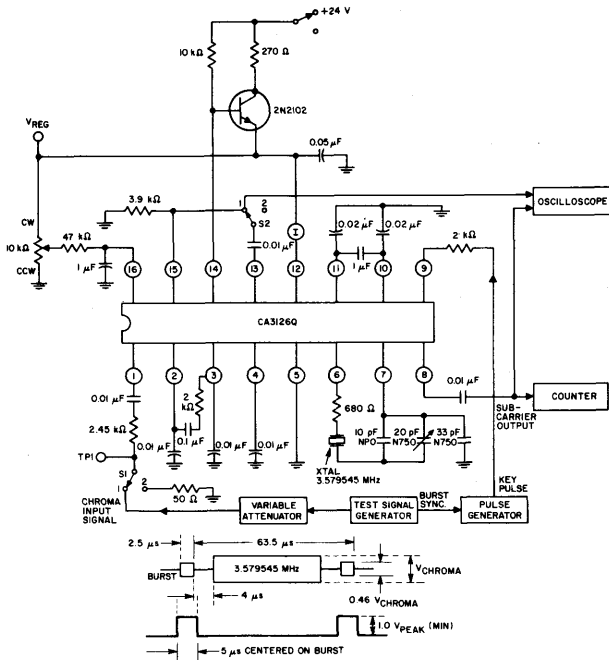 +24 V
10 kΩ
270 Ω
2N2102
VREG
0.05 µF
3.9 kΩ
1
2
S2
0.01 µF
I
0.02 µF
0.02 µF
1 µF
2 kΩ
OSCILLOSCOPE
CW
10 kΩ
CCW
47 kΩ
1 µF
16
15
14
13
12
11
10
9
CA3126Q
1
2
3
4
5
6
7
8
0.01 µF
2.45 kΩ
2 kΩ
0.1 µF
0.01 µF
0.01 µF
0.01 µF
680 Ω
XTAL
3.579545 MHz
10 pF
NPO
20 pF
N750
33 pF
N750
0.01 µF
SUB-
CARRIER
OUTPUT
COUNTER
TP1
S1
1
2
50 Ω
CHROMA
INPUT
SIGNAL
VARIABLE
ATTENUATOR
TEST SIGNAL
GENERATOR
BURST
SYNC.
KEY
PULSE
PULSE
GENERATOR
2.5 µs
63.5 µs
BURST
3.579545 MHz
VCHROMA
4 µs
0.46 VCHROMA
1.0 VPEAK (MIN)
5 µs CENTERED ON BURST